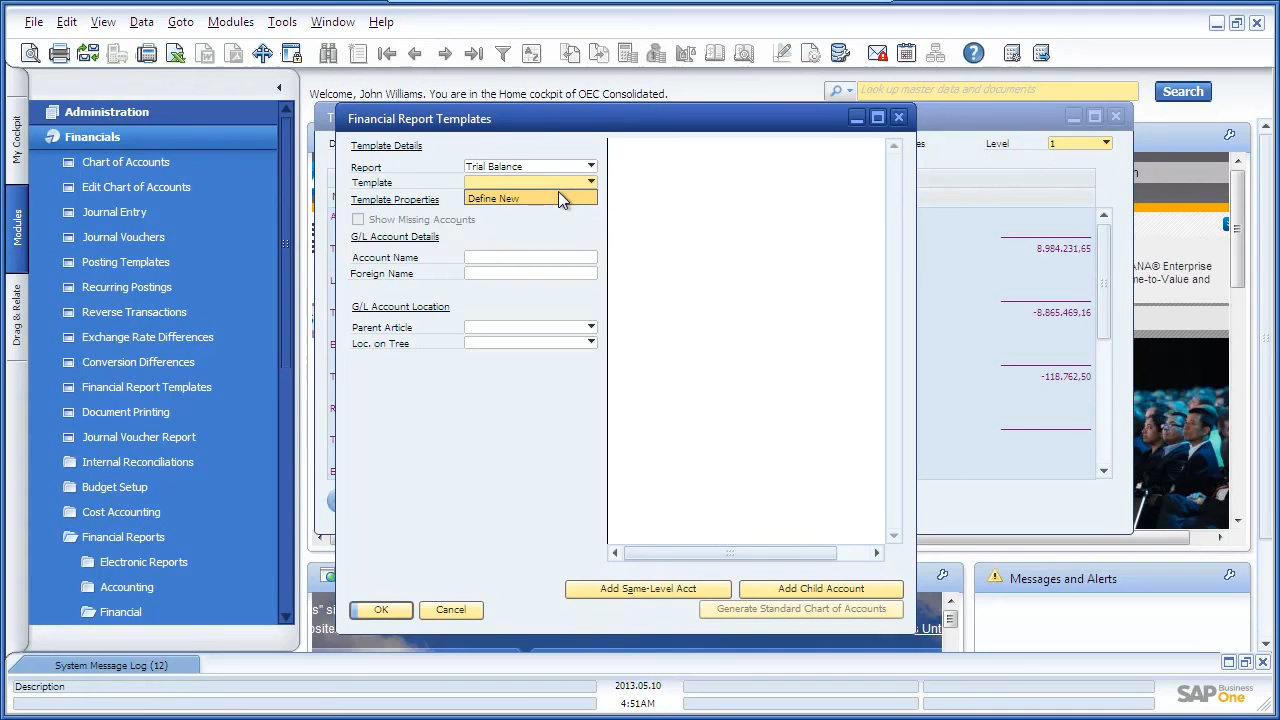 File Edit View Data Goto Modules Tools Window Help
Welcome, John Williams. You are in the Home cockpit of OEC Consolidated.
Look up master data and documents
Search
My Cockpit
Modules
Drag & Relate
Administration
Financials
Chart of Accounts
Edit Chart of Accounts
Journal Entry
Journal Vouchers
Posting Templates
Recurring Postings
Reverse Transactions
Exchange Rate Differences
Conversion Differences
Financial Report Templates
Document Printing
Journal Voucher Report
Internal Reconciliations
Budget Setup
Cost Accounting
Financial Reports
Electronic Reports
Accounting
Financial
Financial Report Templates
Template Details
Report Trial Balance
Template
Define New
Template Properties
Show Missing Accounts
G/L Account Details
Account Name
Foreign Name
G/L Account Location
Parent Article
Loc. on Tree
Add Same-Level Acct
Add Child Account
Generate Standard Chart of Accounts
OK
Cancel
Level 1
8.984.231,65
-8.865.469,16
-118.762,50
ANA® Enterprise
me-to-Value and
Messages and Alerts
System Message Log (12)
Description
2013.05.10
4:51AM
SAP Business One